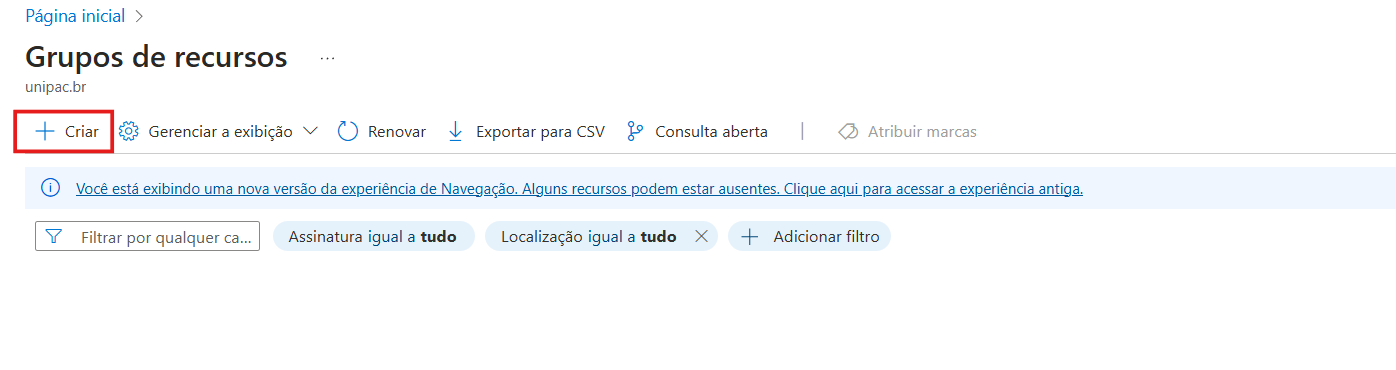 Página inicial
Grupos de recursos ...
unipac.br
Criar Gerenciar a exibição Renovar Exportar para CSV Consulta aberta | Atribuir marcas
Você está exibindo uma nova versão da experiência de Navegação. Alguns recursos podem estar ausentes. Clique aqui para acessar a experiência antiga.
Filtrar por qualquer ca... Assinatura igual a tudo Localização igual a tudo Adicionar filtro